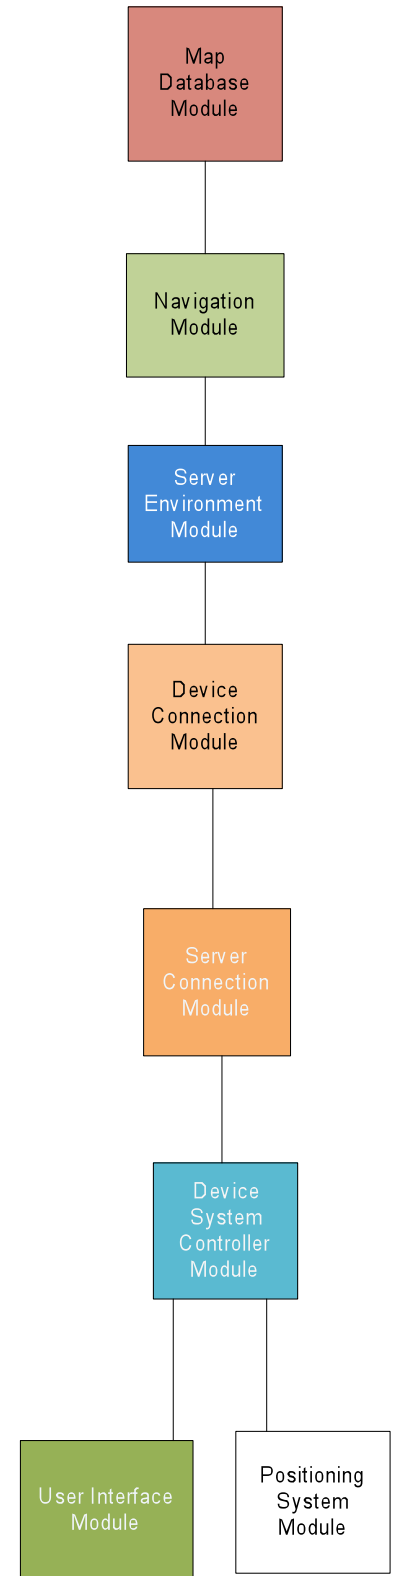 Map
Database
Module
Navigation
Module
Server
Environment
Module
Device
Connection
Module
Server
Connection
Module
Device
System
Controller
Module
User Interface
Module
Positioning
System
Module